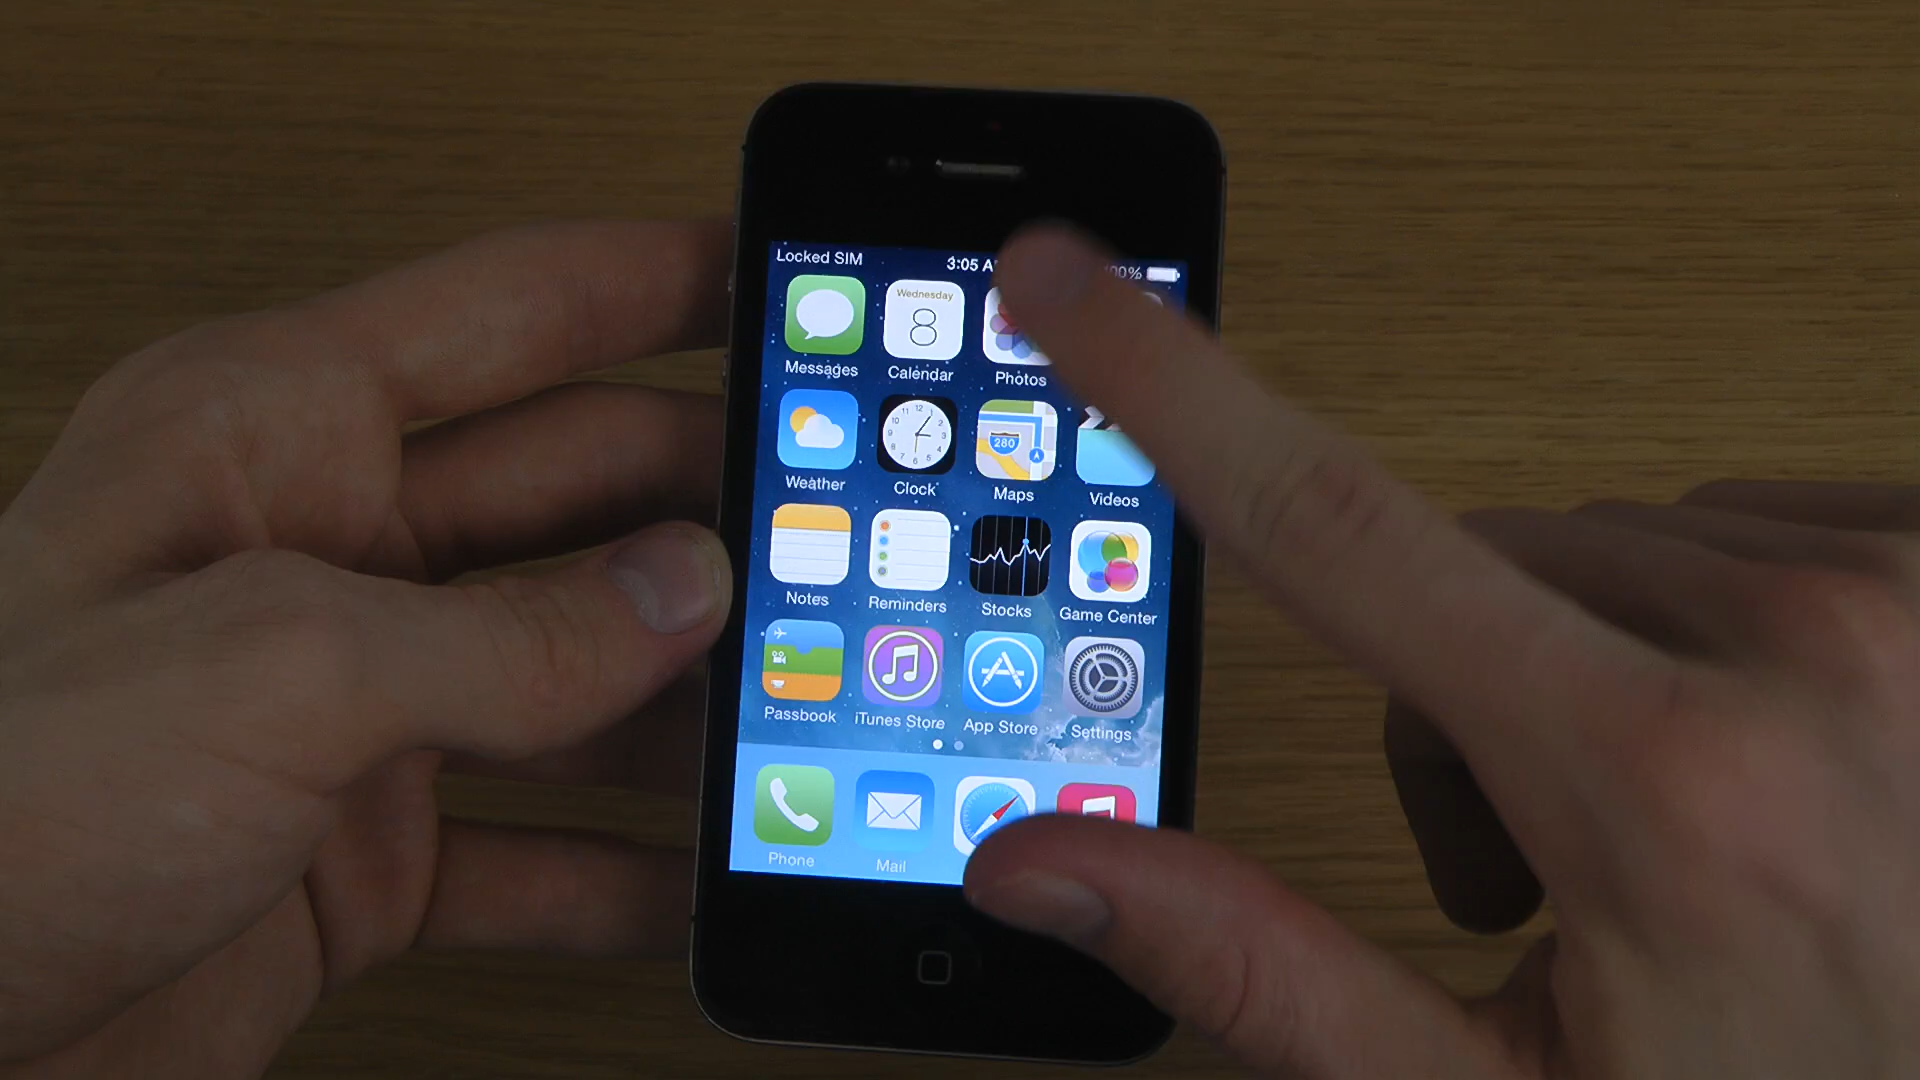 Locked SIM 3:05 A 00%
Wednesday
8
Messages Calendar Photos
280
Weather Clock Maps Videos
Notes Reminders Stocks Game Center
Passbook iTunes Store App Store Settings
Phone Mail